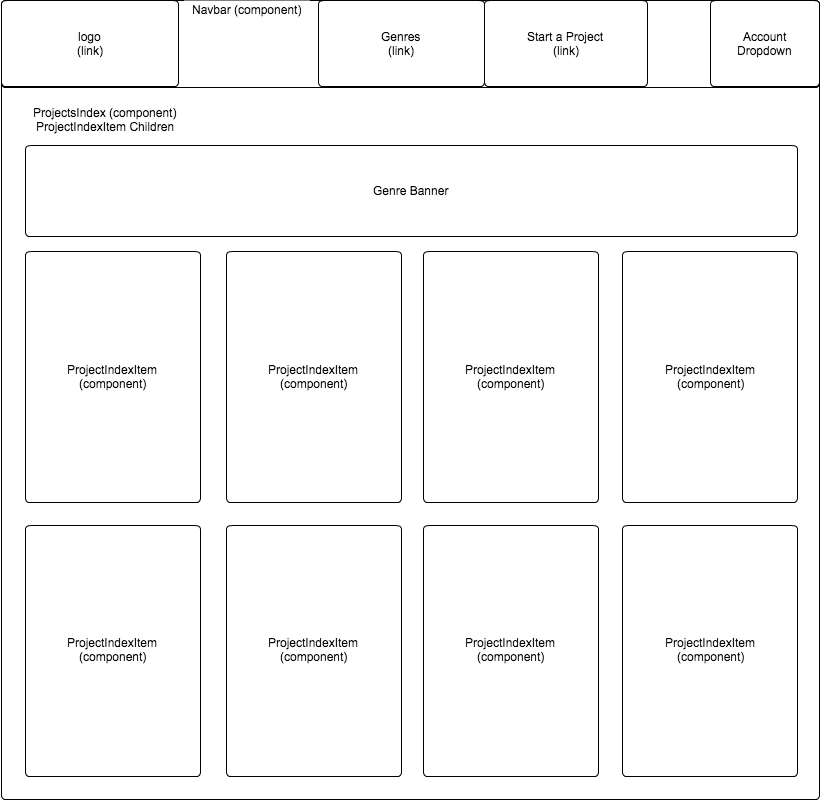 Navbar (component)
logo
(link)
Genres
(link)
Start a Project
(link)
Account
Dropdown
ProjectsIndex (component)
ProjectIndexItem Children
Genre Banner
ProjectIndexItem
(component)
ProjectIndexItem
(component)
ProjectIndexItem
(component)
ProjectIndexItem
(component)
ProjectIndexItem
(component)
ProjectIndexItem
(component)
ProjectIndexItem
(component)
ProjectIndexItem
(component)